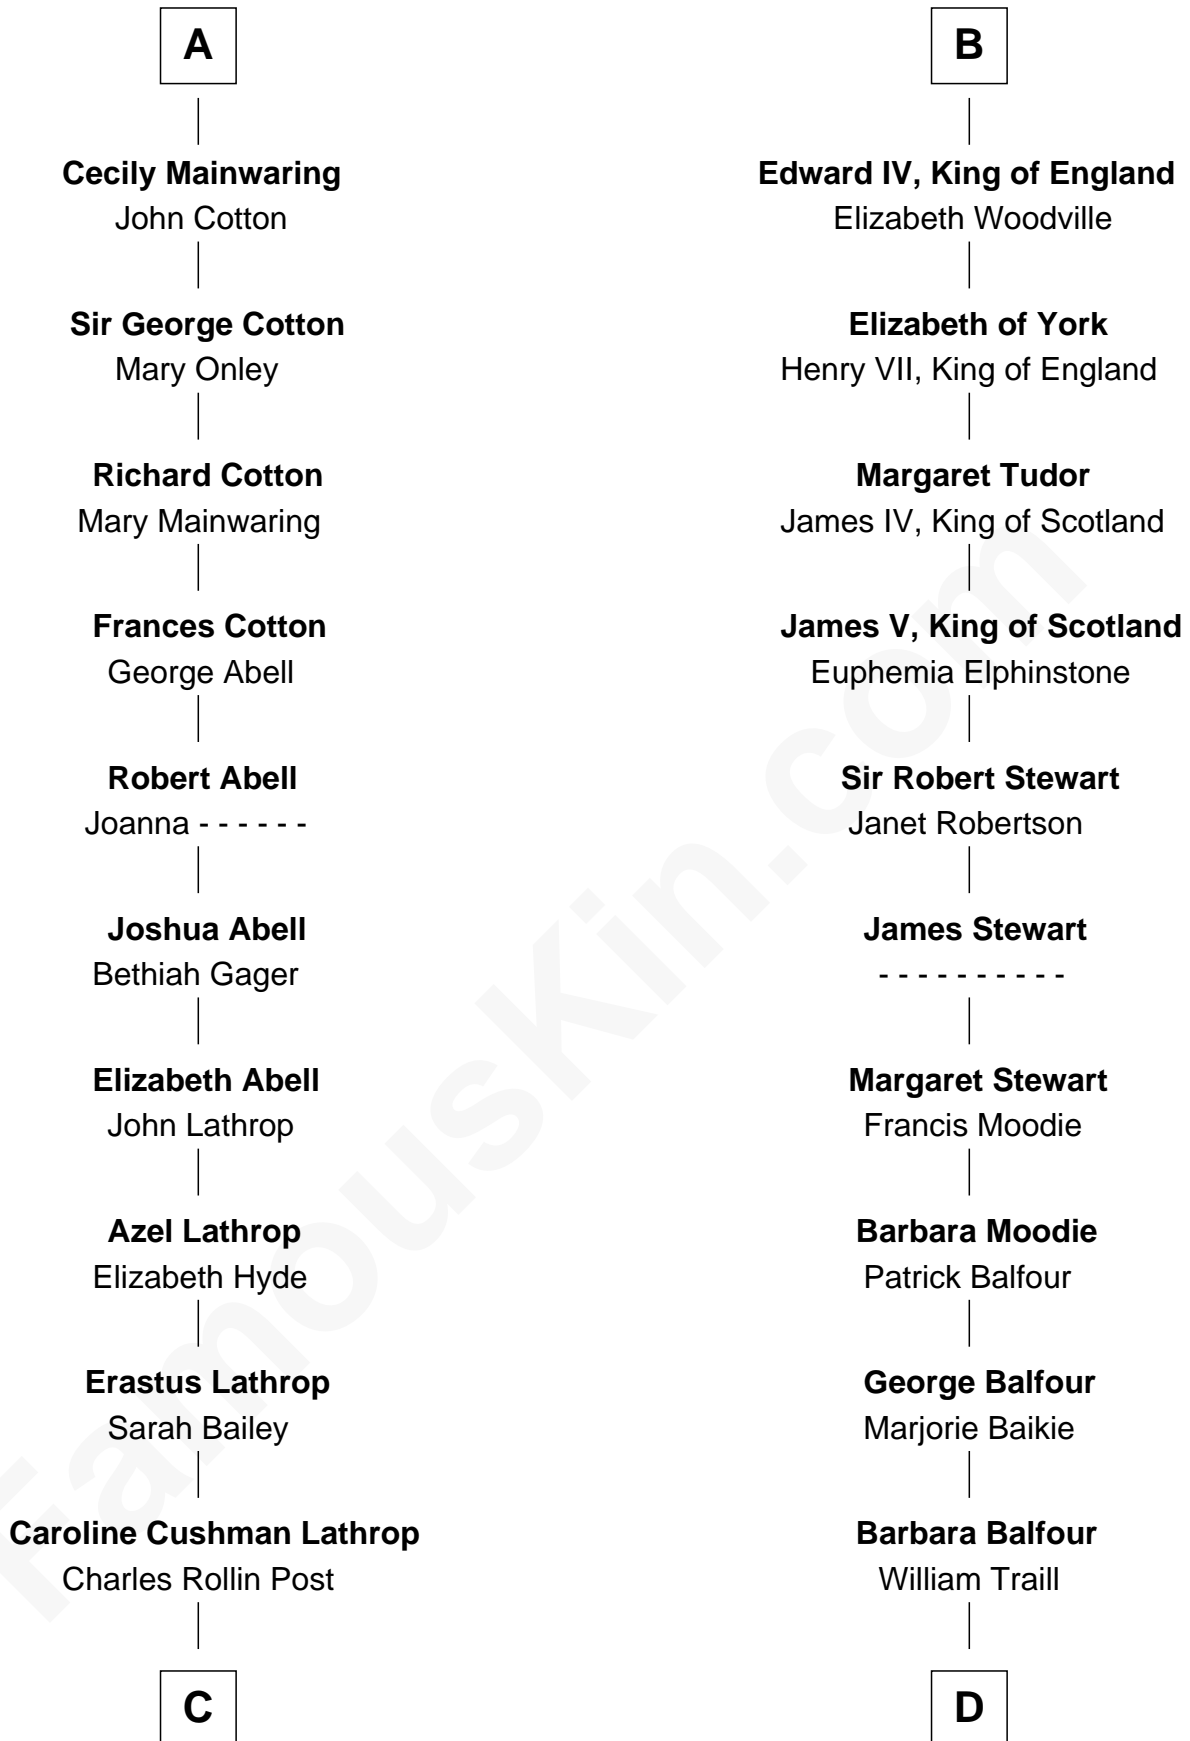 A
Cecily Mainwaring
John Cotton
Sir George Cotton
Mary Onley
Richard Cotton
Mary Mainwaring
Frances Cotton
George Abell
Robert Abell
Joanna - - - - - -
Joshua Abell
Bethiah Gager
Elizabeth Abell
John Lathrop
Azel Lathrop
Elizabeth Hyde
Erastus Lathrop
Sarah Bailey
Caroline Cushman Lathrop
Charles Rollin Post
C
B
Edward IV, King of England
Elizabeth Woodville
Elizabeth of York
Henry VII, King of England
Margaret Tudor
James IV, King of Scotland
James V, King of Scotland
Euphemia Elphinstone
Sir Robert Stewart
Janet Robertson
James Stewart
- - - - - - - - - -
Margaret Stewart
Francis Moodie
Barbara Moodie
Patrick Balfour
George Balfour
Marjorie Baikie
Barbara Balfour
William Traill
D
FamousKin.com